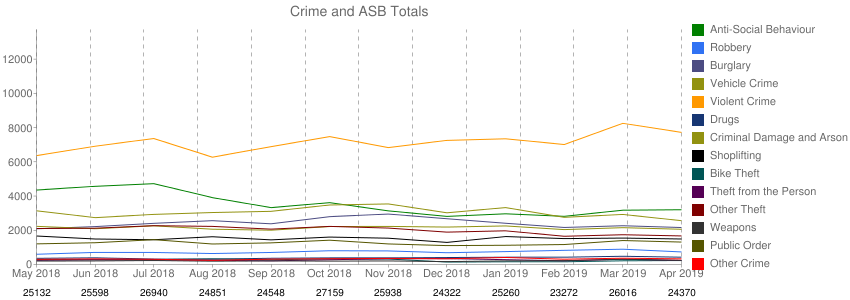 Crime and ASB Totals
12000
10000
8000
6000
4000
2000
0
May 2018 Jun 2018 Jul 2018 Aug 2018 Sep 2018 Oct 2018 Nov 2018 Dec 2018 Jan 2019 Feb 2019 Mar 2019 Apr 2019
25132 25598 26940 24851 24548 27159 25938 24322 25260 23272 26016 24370
Anti-Social Behaviour
Robbery
Burglary
Vehicle Crime
Violent Crime
Drugs
Criminal Damage and Arson
Shoplifting
Bike Theft
Theft from the Person
Other Theft
Weapons
Public Order
Other Crime